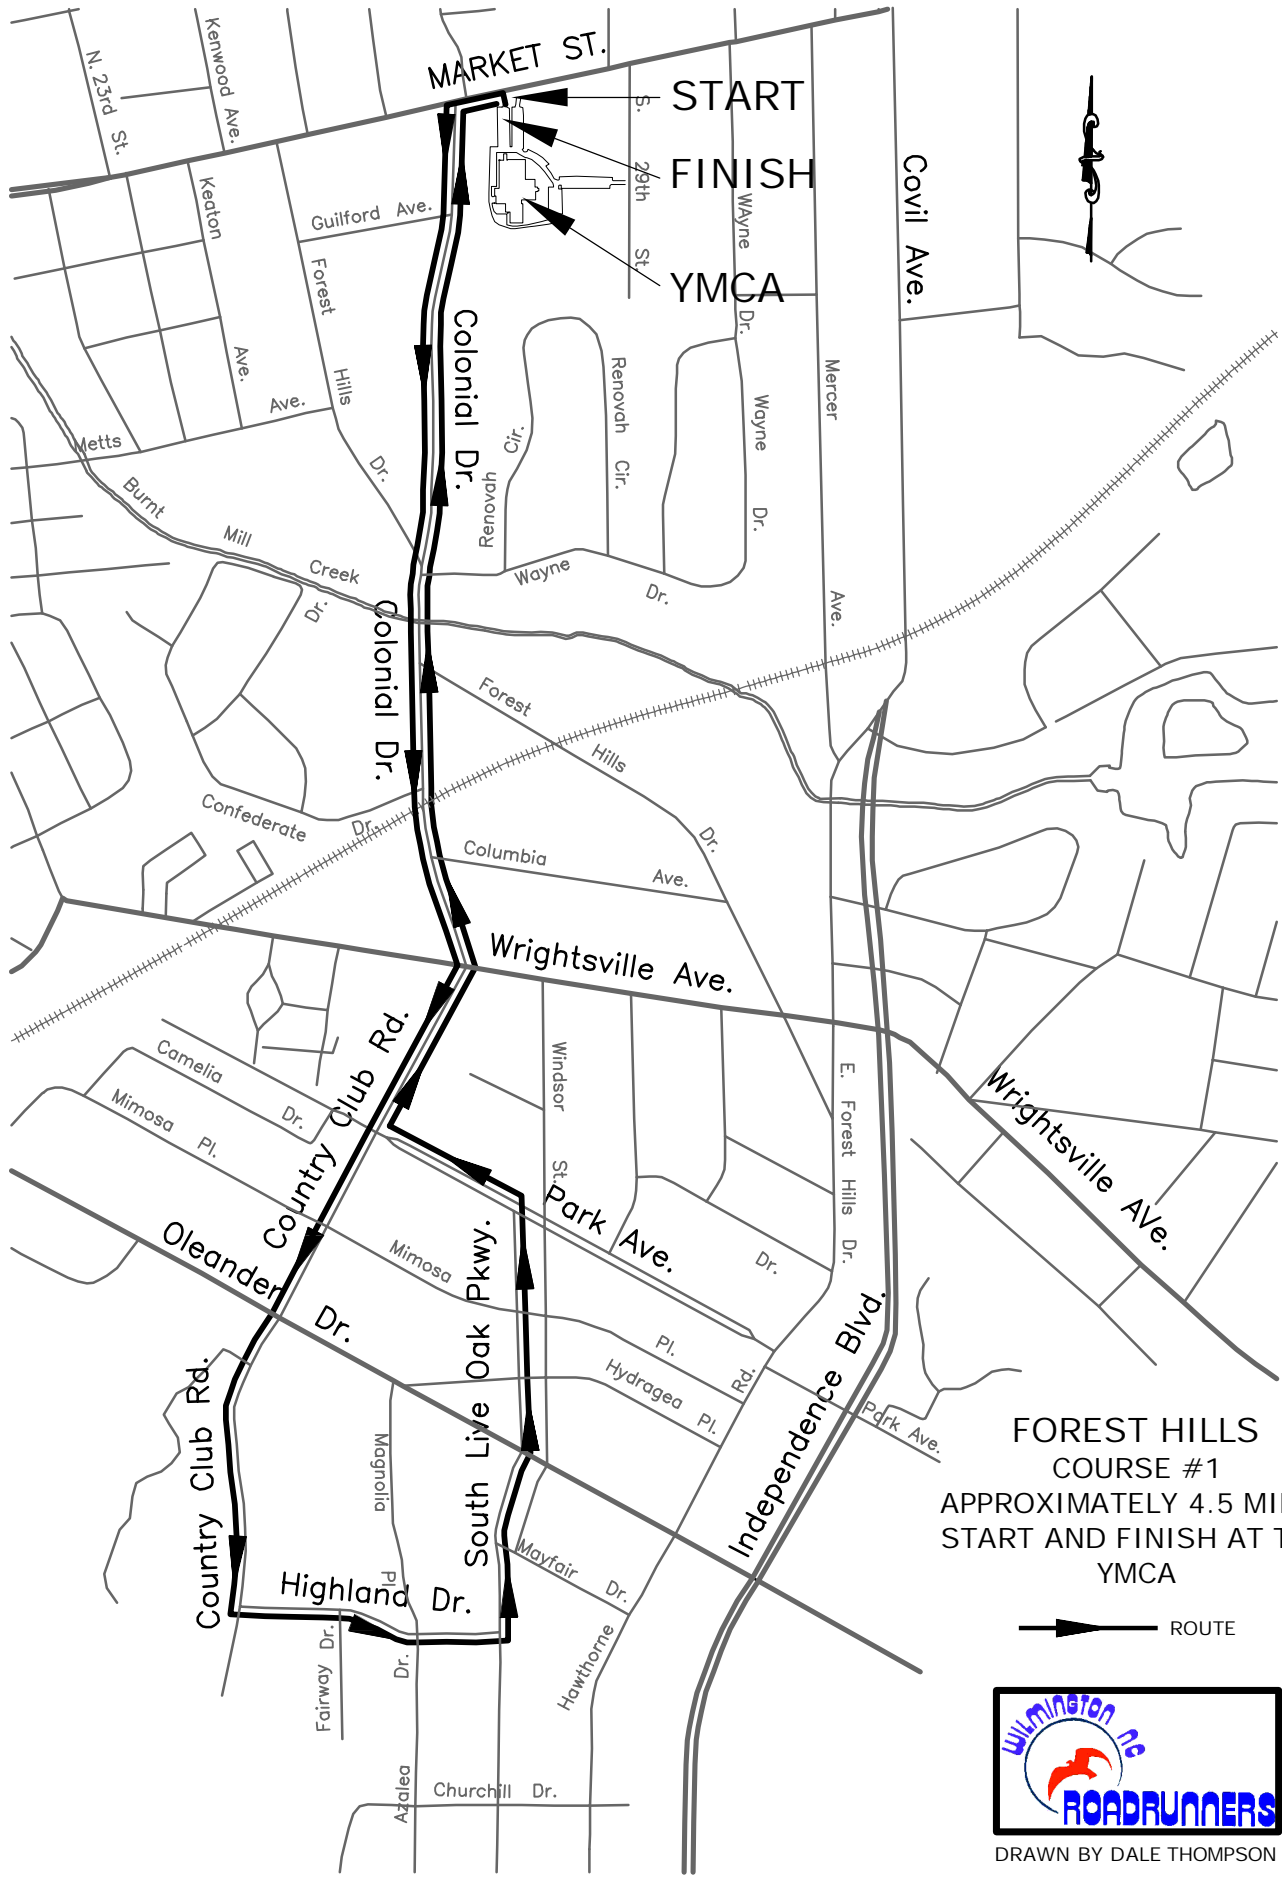 MARKET ST.
START
FINISH
YMCA
N. 23rd St.
Kenwood Ave.
Keaton Ave.
Guilford Ave.
Forest Hills Dr.
S. 29th St.
WAyne Dr.
Covil Ave.
Colonial Dr.
Renovah Cir.
Renovah Cir.
Wayne Dr.
Mercer Ave.
Metts Ave.
Burnt Mill Creek
Wayne Dr.
Dr.
Colonial Dr.
Forest Hills Dr.
Confederate Dr.
Columbia Ave.
Wrightsville Ave.
Country Club Rd.
Camelia Dr.
Mimosa Pl.
Windsor St.
E. Forest Hills Dr.
Wrightsville AVe.
Park Ave.
Dr.
Oleander Dr.
Mimosa Pl.
South Live Oak Pkwy.
Hydragea Pl.
Rd.
Independence Blvd.
Park Ave.
Country Club Rd.
Magnolia Pl.
Mayfair Dr.
Highland Dr.
Fairway Dr.
Azalea Dr.
Hawthorne
Churchill Dr.
FOREST HILLS
COURSE #1
APPROXIMATELY 4.5 MI
START AND FINISH AT T
YMCA
ROUTE
WILMINGTON NC
ROADRUNNERS
DRAWN BY DALE THOMPSON